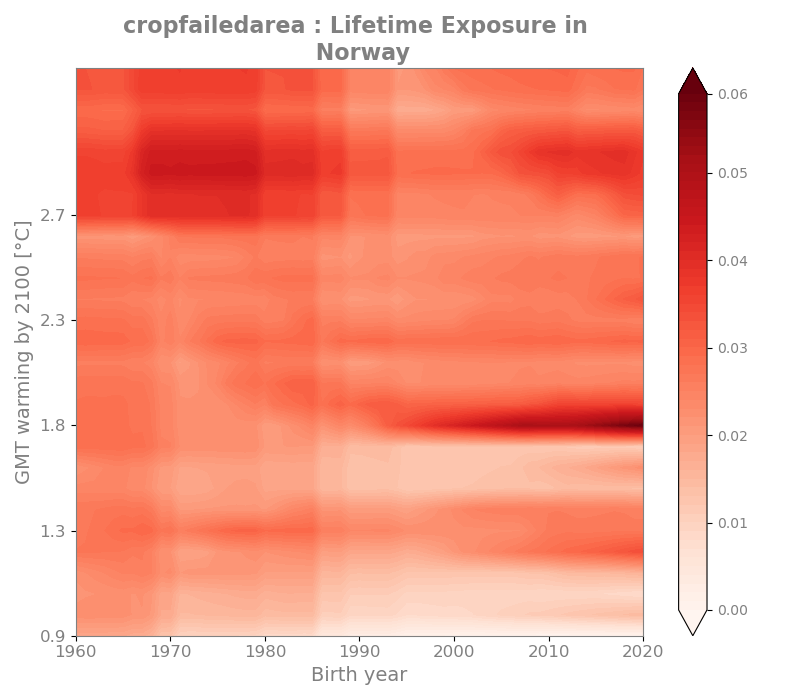 cropfailedarea : Lifetime Exposure in
Norway
GMT warming by 2100 [°C]
2.7
2.3
1.8
1.3
0.9
1960 1970 1980 1990 2000 2010 2020
Birth year
0.06
0.05
0.04
0.03
0.02
0.01
0.00